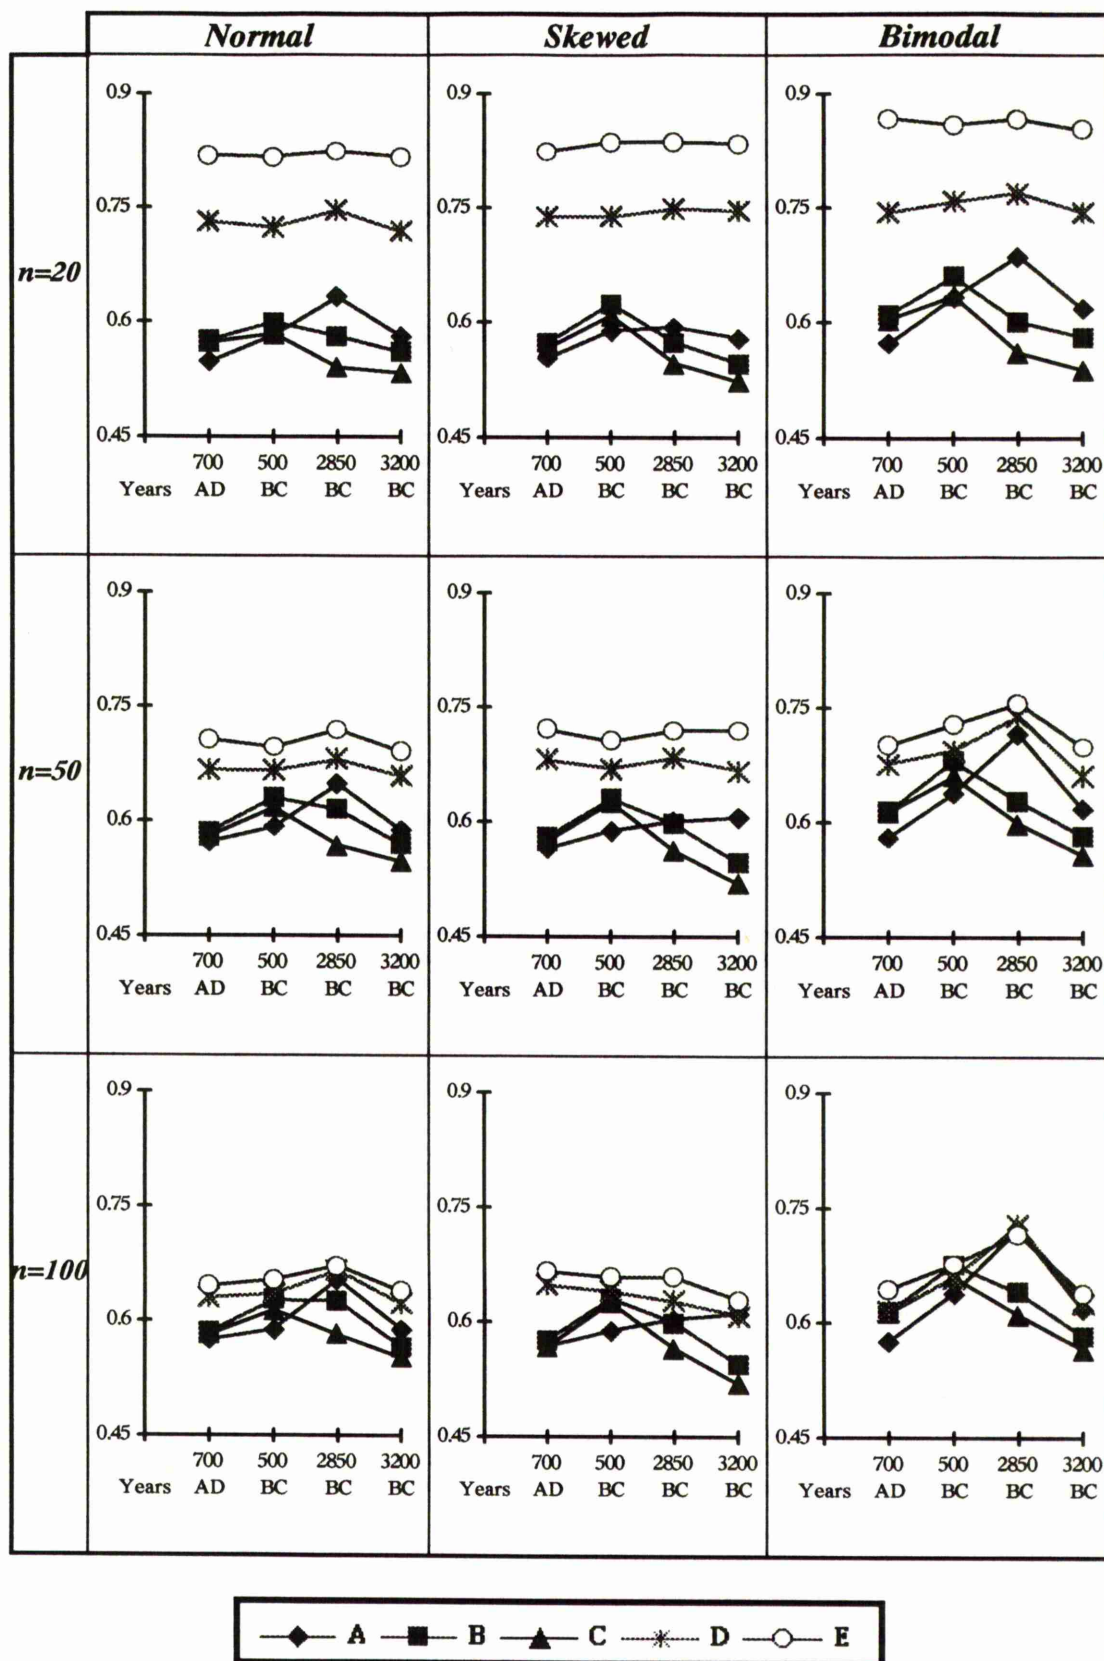 Normal Skewed Bimodal
n=20
0.9 0.9 0.9
0.75 0.75 0.75
0.6 0.6 0.6
0.45 0.45 0.45
700 500 2850 3200 700 500 2850 3200 700 500 2850 3200
Years AD BC BC BC Years AD BC BC BC Years AD BC BC BC
n=50
0.9 0.9 0.9
0.75 0.75 0.75
0.6 0.6 0.6
0.45 0.45 0.45
700 500 2850 3200 700 500 2850 3200 700 500 2850 3200
Years AD BC BC BC Years AD BC BC BC Years AD BC BC BC
n=100
0.9 0.9 0.9
0.75 0.75 0.75
0.6 0.6 0.6
0.45 0.45 0.45
700 500 2850 3200 700 500 2850 3200 700 500 2850 3200
Years AD BC BC BC Years AD BC BC BC Years AD BC BC BC
A B C D E